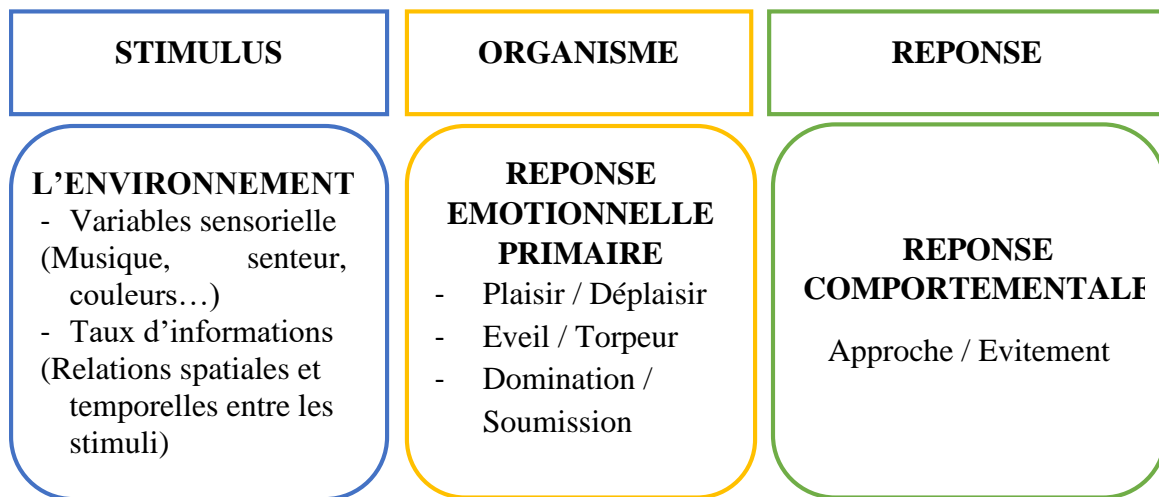 STIMULUS
ORGANISME
REPONSE
L’ENVIRONNEMENT
- Variables sensorielle
(Musique, senteur,
couleurs…)
- Taux d’informations
(Relations spatiales et
temporelles entre les
stimuli)
REPONSE
EMOTIONNELLE
PRIMAIRE
- Plaisir / Déplaisir
- Eveil / Torpeur
- Domination /
Soumission
REPONSE
COMPORTEMENTALE
Approche / Evitement